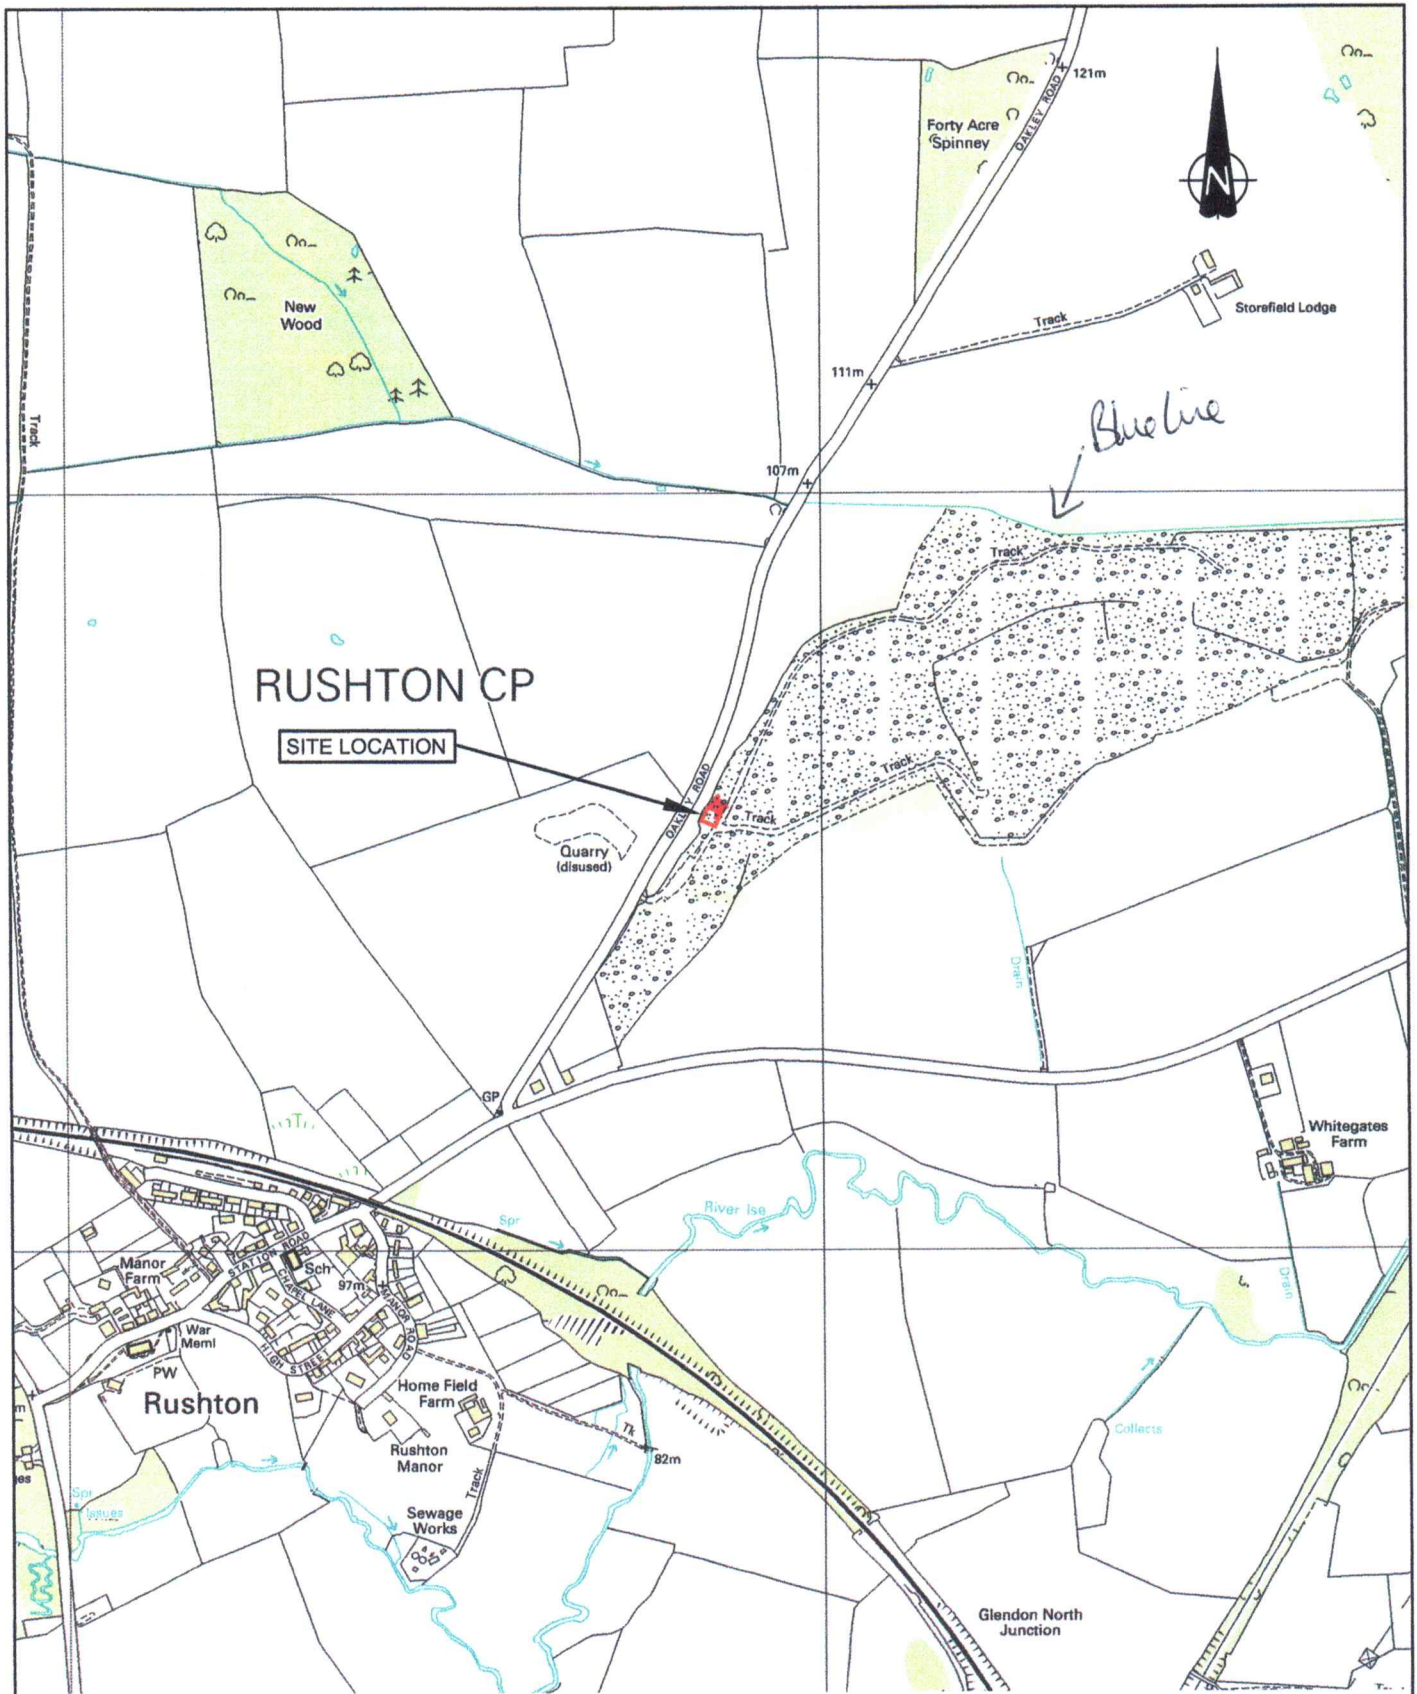 121m
OAKLEY ROAD
Forty Acre
Spinney
N
Storefield Lodge
Track
New
Wood
111m
Track
Blue line
107m
Track
RUSHTON CP
SITE LOCATION
OAKLEY ROAD
Track
Track
Quarry
(disused)
Drain
GP
Whitegates
Farm
River Ise
Spr
Manor
Farm
STATION ROAD
Sch
CHAPEL LANE
97m
MANOR ROAD
Drain
War
Meml
HIGH STREET
PW
Rushton
Home Field
Farm
Rushton
Manor
Tk
82m
Collects
Track
Spr
Issues
Sewage
Works
Glendon North
Junction